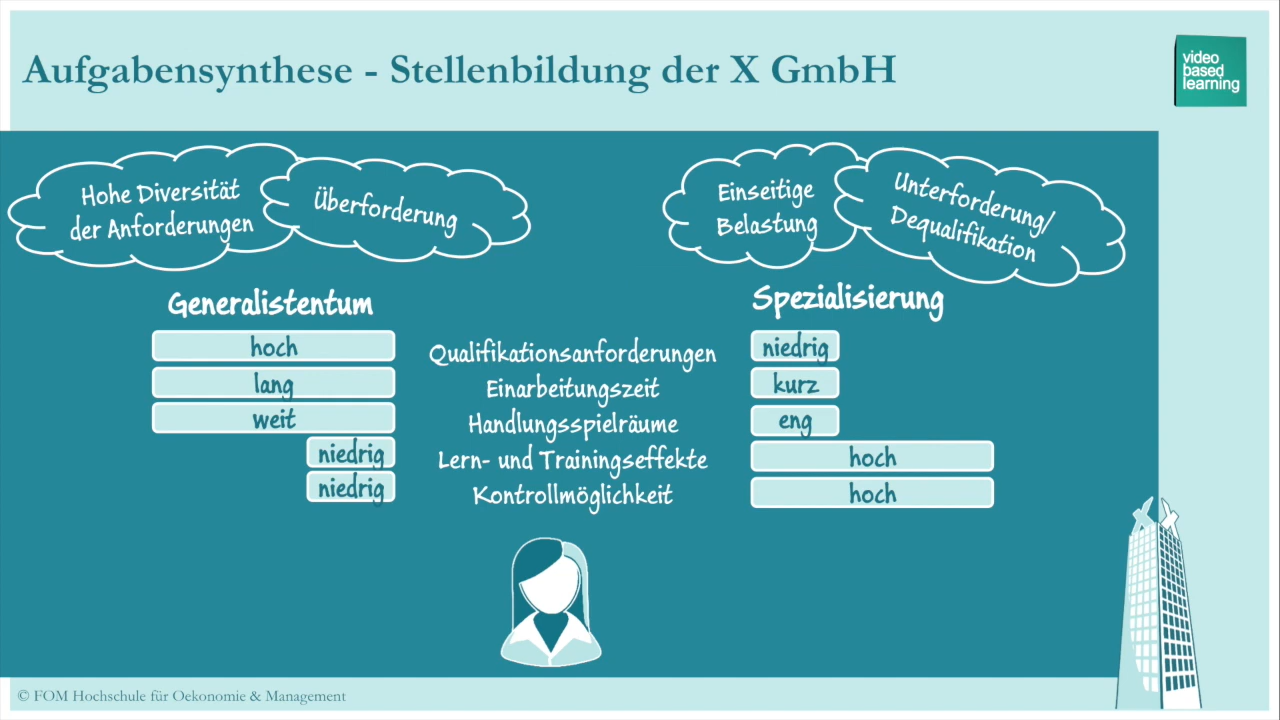 Aufgabensynthese - Stellenbildung der X GmbH
video
based
learning
Hohe Diversität
der Anforderungen
Überforderung
Einseitige
Belastung
Unterforderung/
Dequalifikation
Generalistentum
Spezialisierung
hoch Qualifikationsanforderungen niedrig
lang Einarbeitungszeit kurz
weit Handlungsspielräume eng
niedrig Lern- und Trainingseffekte hoch
niedrig Kontrollmöglichkeit hoch
© FOM Hochschule für Oekonomie & Management